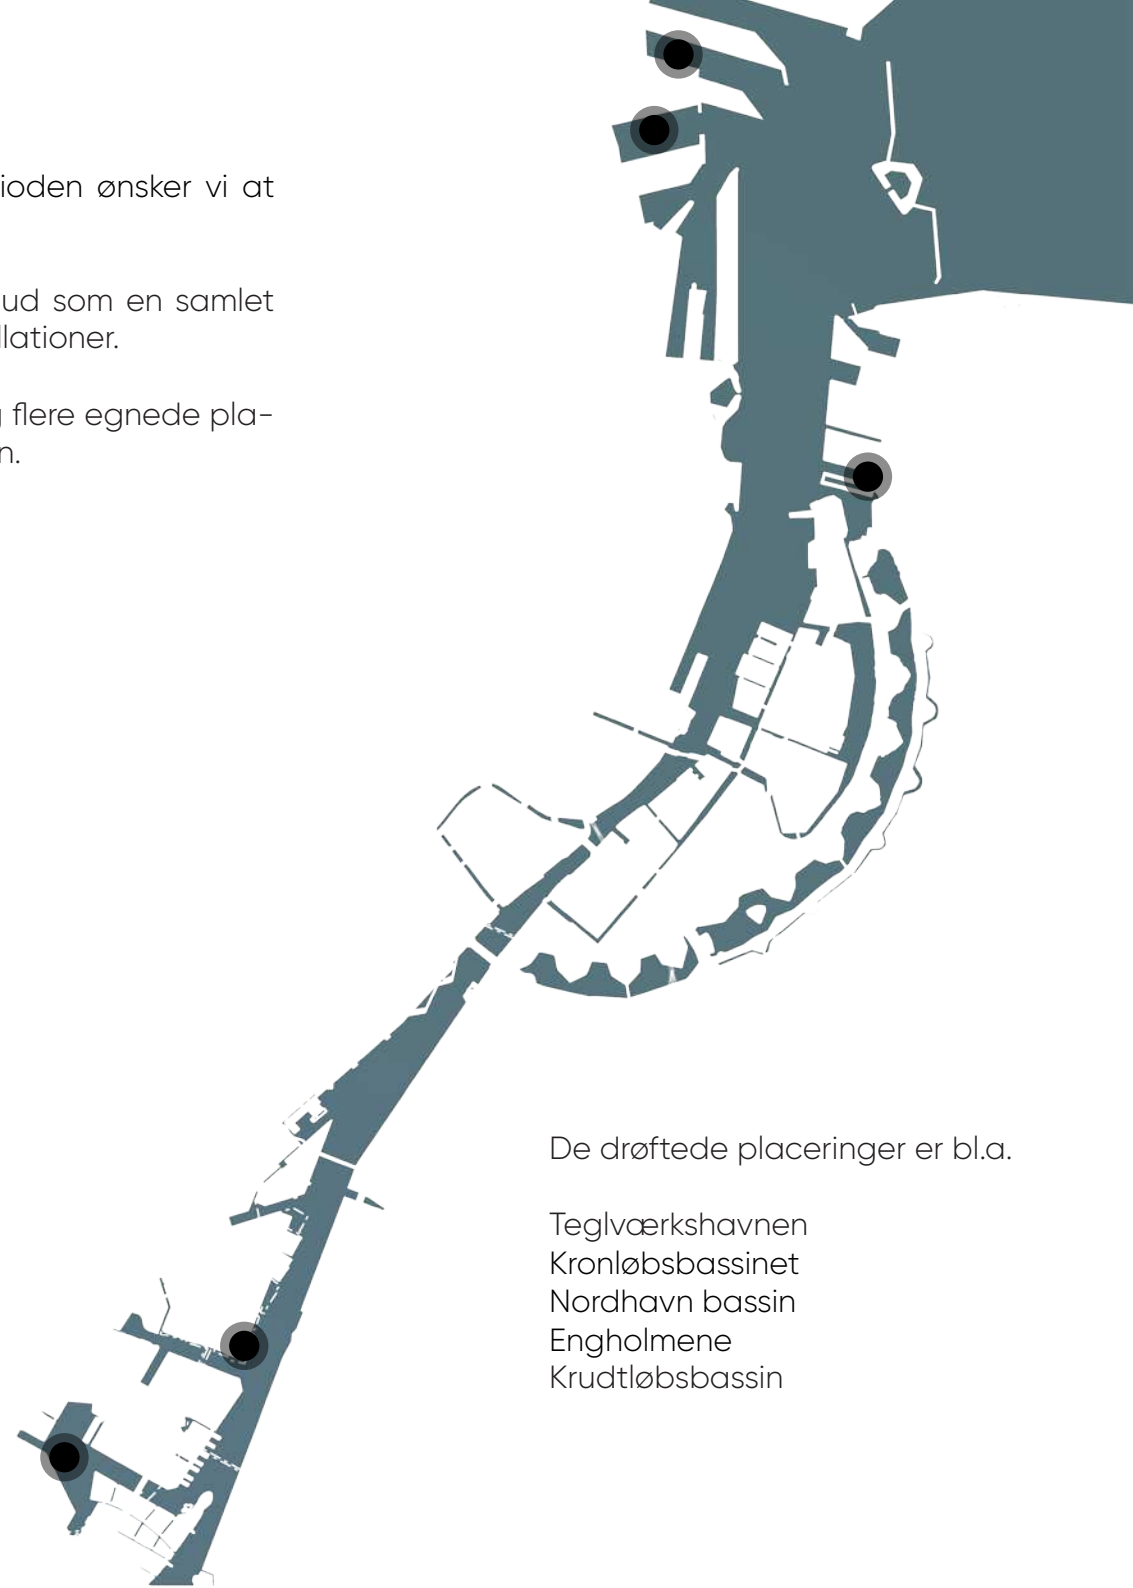 ioden ønsker vi at
ud som en samlet
llationer.
g flere egnede pla-
n.
De drøftede placeringer er bl.a.
Teglværkshavnen
Kronløbsbassinet
Nordhavn bassin
Engholmene
Krudtløbsbassin